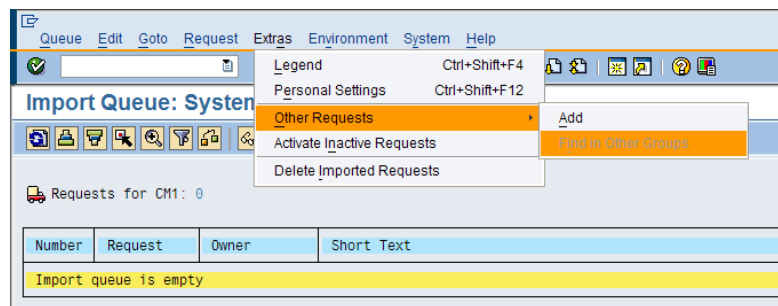 Queue Edit Goto Request Extras Environment System Help
Legend Ctrl+Shift+F4
Personal Settings Ctrl+Shift+F12
Import Queue: System
Other Requests
Add
Activate Inactive Requests
Find in Other Groups
Delete Imported Requests
Requests for CM1: 0
Number Request Owner Short Text
Import queue is empty